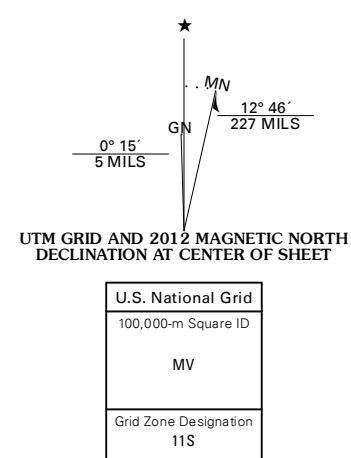 ★
MN
12° 46´
227 MILS
GN
0° 15´
5 MILS
UTM GRID AND 2012 MAGNETIC NORTH
DECLINATION AT CENTER OF SHEET
U.S. National Grid
100,000-m Square ID
MV
Grid Zone Designation
11S